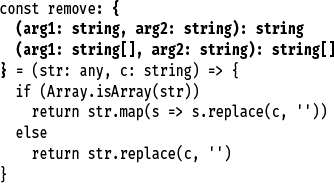 const remove: {
  (arg1: string, arg2: string): string
  (arg1: string[], arg2: string): string[]
} = (str: any, c: string) => {
  if (Array.isArray(str))
    return str.map(s => s.replace(c, ''))
  else
    return str.replace(c, '')
}